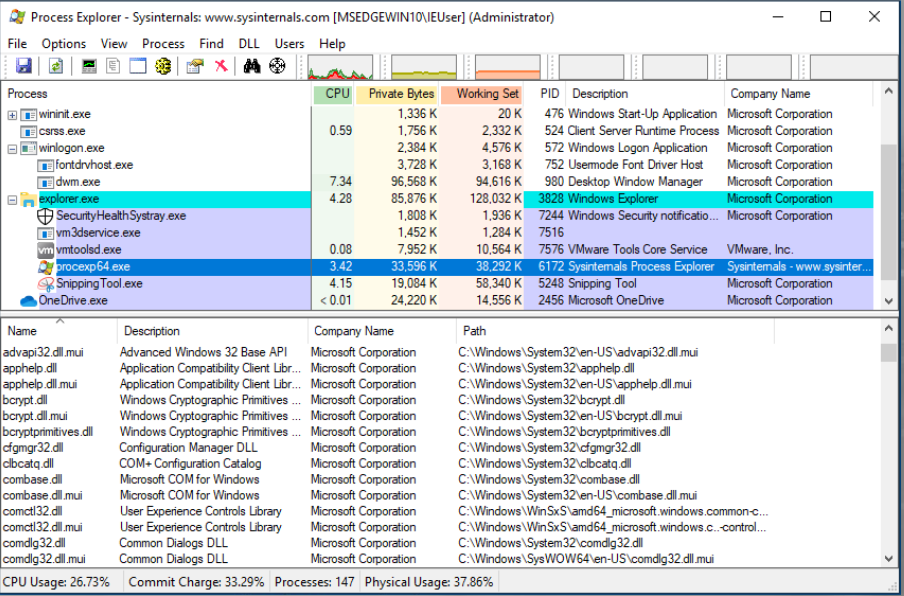 Process Explorer - Sysinternals: www.sysinternals.com [MSEDGEWIN10\IEUser] (Administrator)
File Options View Process Find DLL Users Help
Process CPU Private Bytes Working Set PID Description Company Name
wininit.exe 1,336 K 20 K 476 Windows Start-Up Application Microsoft Corporation
csrss.exe 0.59 1,756 K 2,332 K 524 Client Server Runtime Process Microsoft Corporation
winlogon.exe 2,384 K 4,576 K 572 Windows Logon Application Microsoft Corporation
fontdrvhost.exe 3,728 K 3,168 K 752 Usermode Font Driver Host Microsoft Corporation
dwm.exe 7.34 96,568 K 94,616 K 980 Desktop Window Manager Microsoft Corporation
explorer.exe 4.28 85,876 K 128,032 K 3828 Windows Explorer Microsoft Corporation
SecurityHealthSystray.exe 1,808 K 1,936 K 7244 Windows Security notificatio... Microsoft Corporation
vm3dservice.exe 1,452 K 1,284 K 7516
vm vmtoolsd.exe 0.08 7,952 K 10,564 K 7576 VMware Tools Core Service VMware, Inc.
procexp64.exe 3.42 33,596 K 38,292 K 6172 Sysinternals Process Explorer Sysinternals - www.sysinter...
SnippingTool.exe 4.15 19,084 K 58,340 K 5248 Snipping Tool Microsoft Corporation
OneDrive.exe < 0.01 24,220 K 14,556 K 2456 Microsoft OneDrive Microsoft Corporation
Name Description Company Name Path
advapi32.dll.mui Advanced Windows 32 Base API Microsoft Corporation C:\Windows\System32\en-US\advapi32.dll.mui
apphelp.dll Application Compatibility Client Libr... Microsoft Corporation C:\Windows\System32\apphelp.dll
apphelp.dll.mui Application Compatibility Client Libr... Microsoft Corporation C:\Windows\System32\en-US\apphelp.dll.mui
bcrypt.dll Windows Cryptographic Primitives ... Microsoft Corporation C:\Windows\System32\bcrypt.dll
bcrypt.dll.mui Windows Cryptographic Primitives ... Microsoft Corporation C:\Windows\System32\en-US\bcrypt.dll.mui
bcryptprimitives.dll Windows Cryptographic Primitives ... Microsoft Corporation C:\Windows\System32\bcryptprimitives.dll
cfgmgr32.dll Configuration Manager DLL Microsoft Corporation C:\Windows\System32\cfgmgr32.dll
clbcatq.dll COM+ Configuration Catalog Microsoft Corporation C:\Windows\System32\clbcatq.dll
combase.dll Microsoft COM for Windows Microsoft Corporation C:\Windows\System32\combase.dll
combase.dll.mui Microsoft COM for Windows Microsoft Corporation C:\Windows\System32\en-US\combase.dll.mui
comctl32.dll User Experience Controls Library Microsoft Corporation C:\Windows\WinSxS\amd64_microsoft.windows.common-c...
comctl32.dll.mui User Experience Controls Library Microsoft Corporation C:\Windows\WinSxS\amd64_microsoft.windows.c..-control...
comdlg32.dll Common Dialogs DLL Microsoft Corporation C:\Windows\System32\comdlg32.dll
comdlg32.dll.mui Common Dialogs DLL Microsoft Corporation C:\Windows\SysWOW64\en-US\comdlg32.dll.mui
CPU Usage: 26.73% Commit Charge: 33.29% Processes: 147 Physical Usage: 37.86%